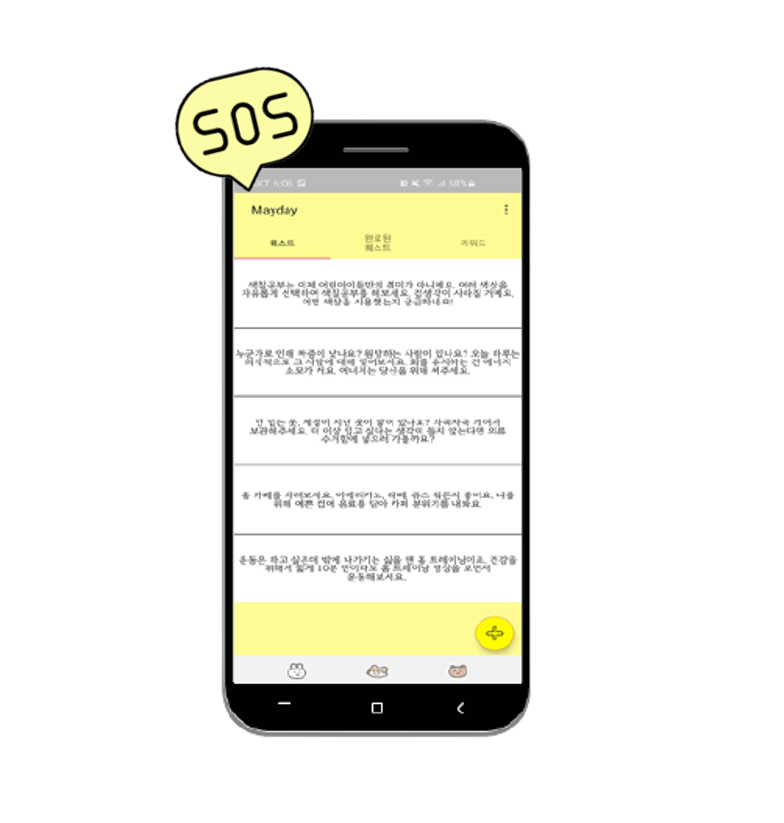 SOS
KT 5:05
58%
Mayday
퀘스트
완료된
퀘스트
리워드
색칠공부는 이제 어린아이들만의 취미가 아니에요. 여러 색상을
자유롭게 선택하여 색칠공부를 해보세요. 잡생각이 사라질 거예요.
어떤 색상을 사용했는지 궁금하네요!
누군가로 인해 짜증이 났나요? 원망하는 사람이 있나요? 오늘 하루는
의식적으로 그 사람에 대해 잊어보세요. 화를 유지하는 건 에너지
소모가 커요. 에너지는 당신을 위해 써주세요.
안 입는 옷, 계절이 지난 옷이 쌓여 있나요? 차곡차곡 개어서
보관해주세요. 더 이상 입고 싶다는 생각이 들지 않는다면 의류
수거함에 넣으러 가볼까요?
홈 카페를 차려보세요. 아메리카노, 라떼, 쥬스 뭐든지 좋아요. 나를
위해 예쁜 컵에 음료를 담아 카페 분위기를 내봐요.
운동은 하고 싶은데 밖에 나가기는 싫을 땐 홈 트레이닝이죠. 건강을
위해서 짧게 10분 만이라도 홈 트레이닝 영상을 보면서
운동해보세요.